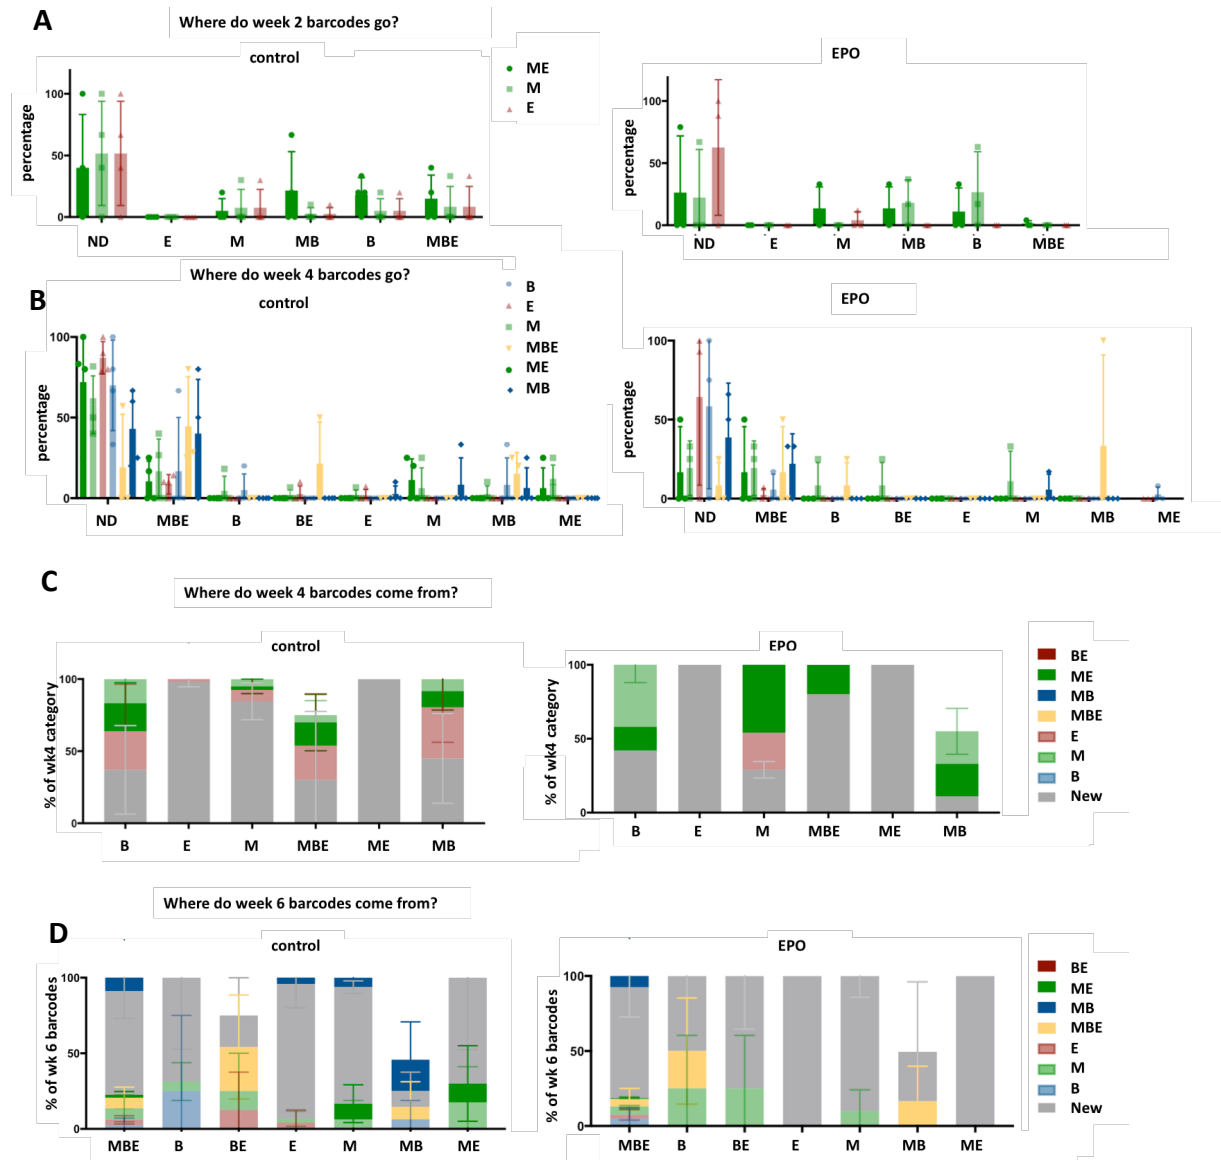 A
Where do week 2 barcodes go?
control
EPO
ME
M
E
percentage
100
50
0
ND E M MB B MBE
percentage
100
50
0
ND E M MB B MBE
B
Where do week 4 barcodes go?
control
EPO
B
E
M
MBE
ME
MB
percentage
100
50
0
ND MBE B BE E M MB ME
percentage
100
50
0
ND MBE B BE E M MB ME
C
Where do week 4 barcodes come from?
control
EPO
% of wk4 category
100
50
0
B E M MBE ME MB
% of wk4 category
100
50
0
B E M MBE ME MB
BE
ME
MB
MBE
E
M
B
New
D
Where do week 6 barcodes come from?
control
EPO
% of wk 6 barcodes
100
50
0
MBE B BE E M MB ME
% of wk 6 barcodes
100
50
0
MBE B BE E M MB ME
BE
ME
MB
MBE
E
M
B
New